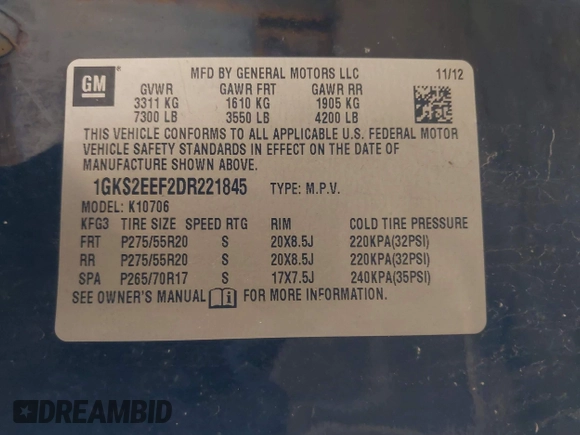 GM MFD BY GENERAL MOTORS LLC 11/12
GVWR GAWR FRT GAWR RR
3311 KG 1610 KG 1905 KG
7300 LB 3550 LB 4200 LB
THIS VEHICLE CONFORMS TO ALL APPLICABLE U.S. FEDERAL MOTOR
VEHICLE SAFETY STANDARDS IN EFFECT ON THE DATE OF
MANUFACTURE SHOWN ABOVE.
1GKS2EEF2DR221845 TYPE: M.P.V.
MODEL: K10706
KFG3 TIRE SIZE SPEED RTG RIM COLD TIRE PRESSURE
FRT P275/55R20 S 20X8.5J 220KPA(32PSI)
RR P275/55R20 S 20X8.5J 220KPA(32PSI)
SPA P265/70R17 S 17X7.5J 240KPA(35PSI)
SEE OWNER'S MANUAL FOR MORE INFORMATION.
DREAMBID